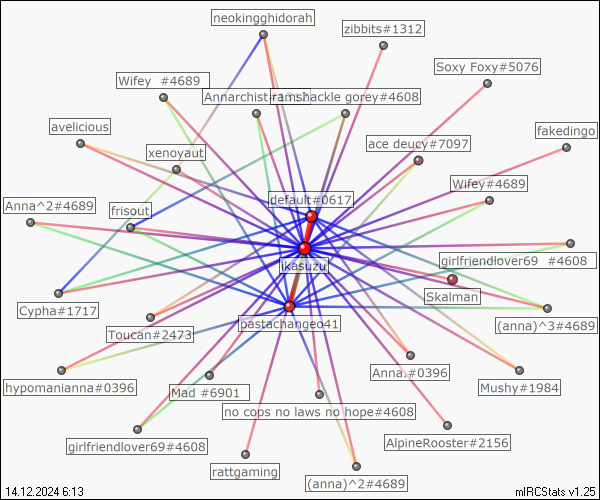 neokingghidorah
zibbits#1312
Soxy Foxy#5076
Wifey  #4689
ramshackle gorey#4608
avelicious
fakedingo
ace deucy#7097
xenoyaut
Wifey#4689
default#0617
Anna^2#4689
frisout
ikasuzu
girlfriendlover69  #4608
Skalman
Cypha#1717
pastachangeo41
(anna)^3#4689
Toucan#2473
Anna.#0396
hypomanianna#0396
Mad #6901
Mushy#1984
no cops no laws no hope#4608
girlfriendlover69#4608
AlpineRooster#2156
rattgaming
(anna)^2#4689
14.12.2024 6:13
mIRCStats v1.25